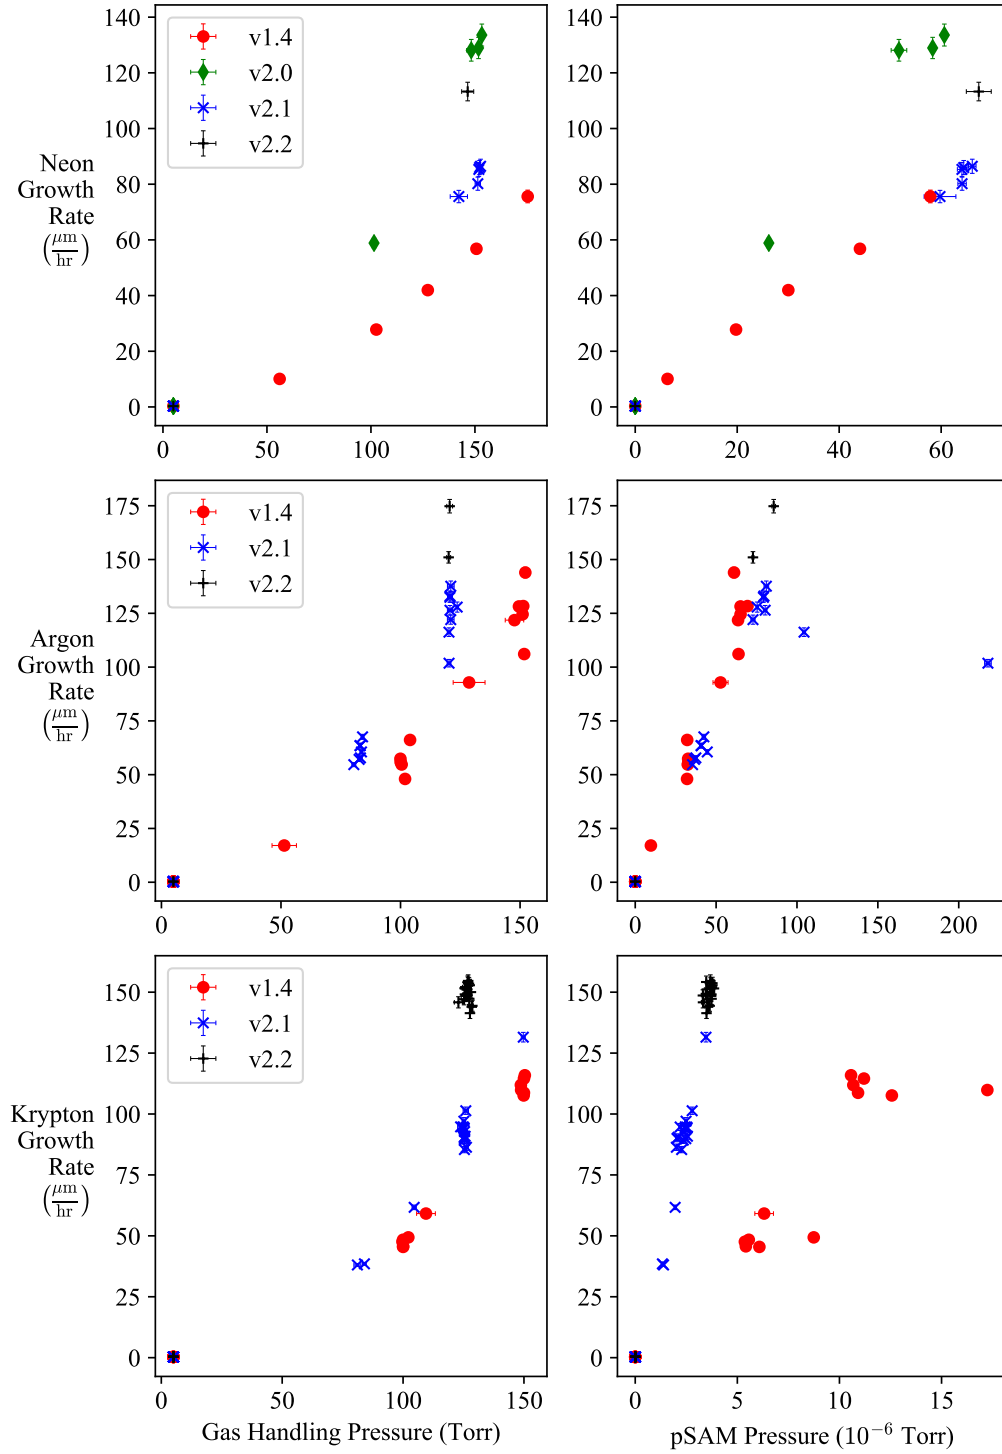 140
120
100
80
60
40
20
0
Neon
Growth
Rate
(μm/hr)
v1.4
v2.0
v2.1
v2.2
0 50 100 150
0 20 40 60
175
150
125
100
75
50
25
0
Argon
Growth
Rate
(μm/hr)
v1.4
v2.1
v2.2
0 50 100 150
0 50 100 150 200
150
125
100
75
50
25
0
Krypton
Growth
Rate
(μm/hr)
v1.4
v2.1
v2.2
0 50 100 150
0 5 10 15
Gas Handling Pressure (Torr)
pSAM Pressure (10⁻⁶ Torr)